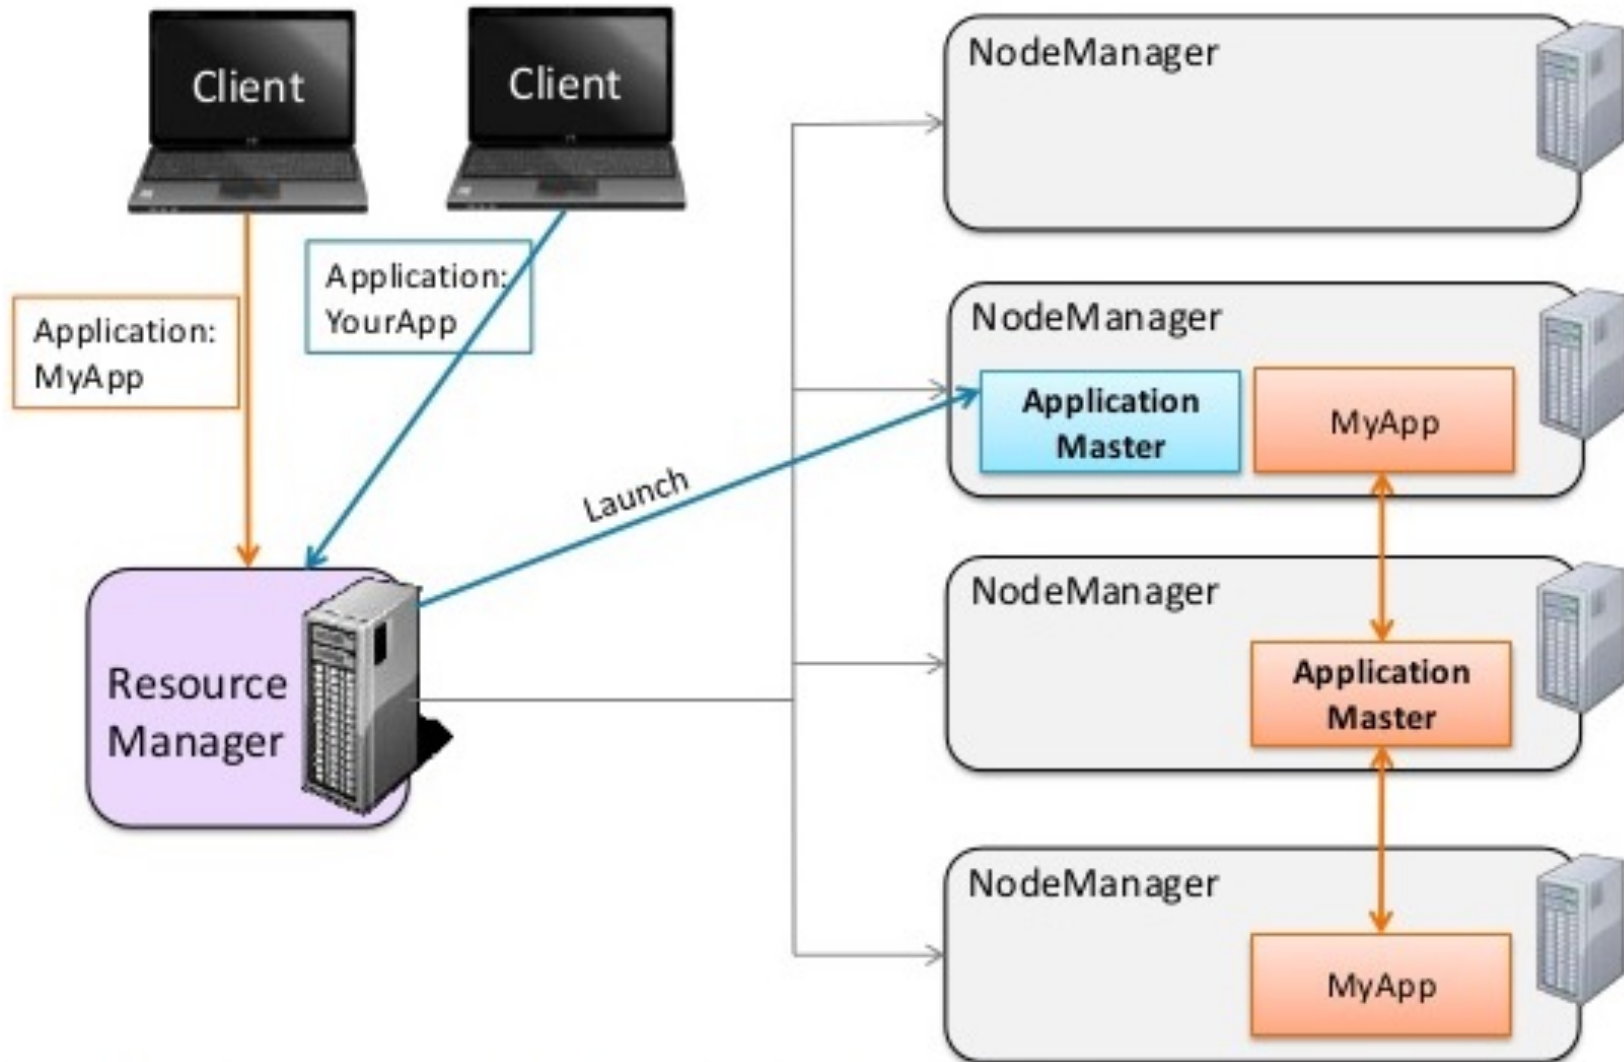 Client
Client
Application:
MyApp
Application:
YourApp
Launch
Resource
Manager
NodeManager
NodeManager
Application
Master
MyApp
NodeManager
Application
Master
NodeManager
MyApp